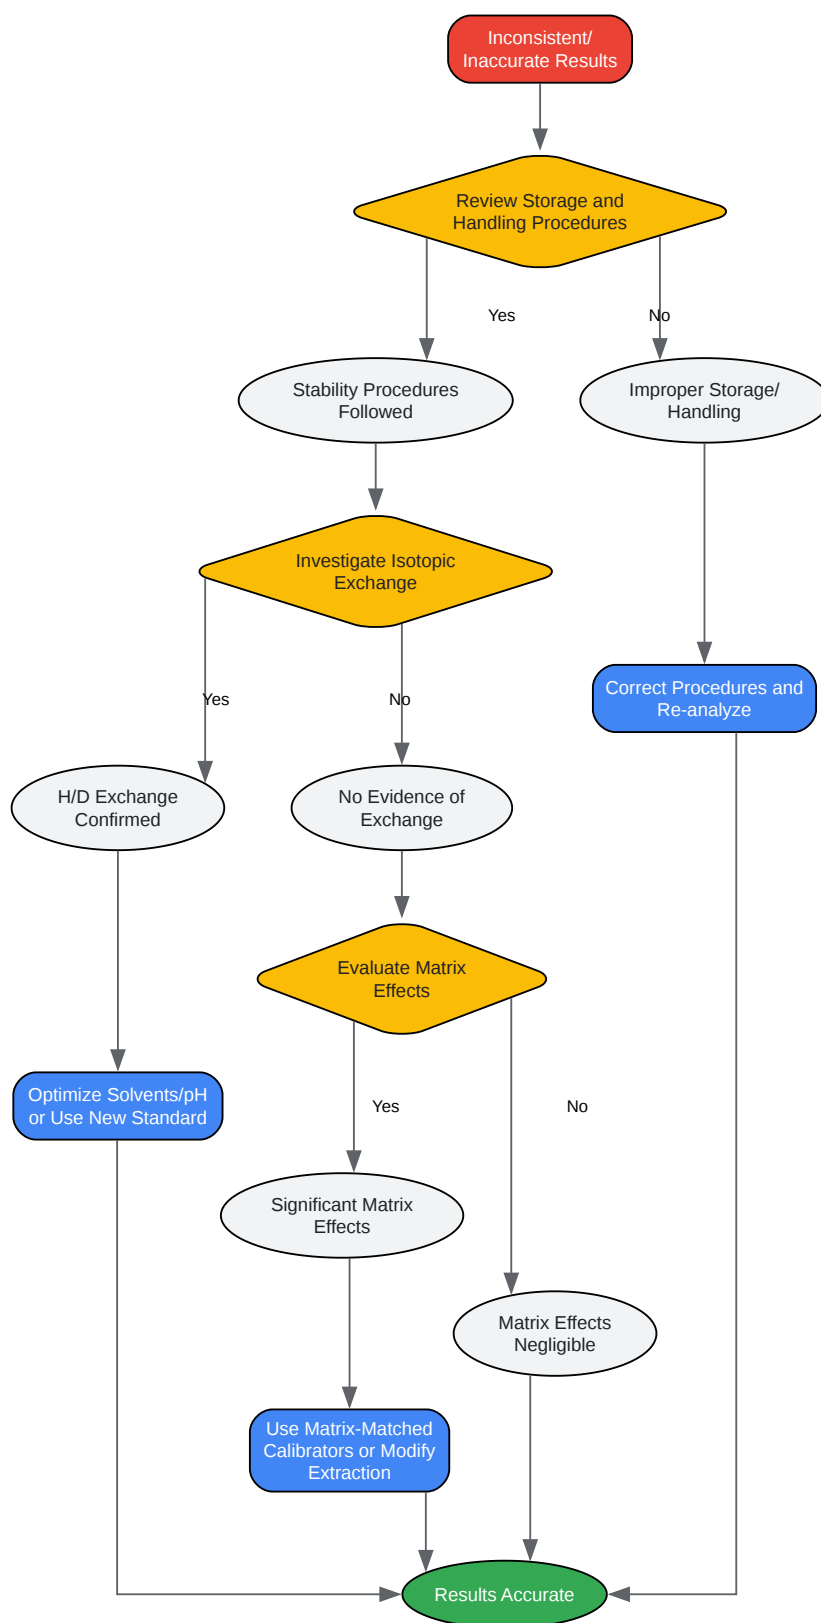 Inconsistent/
Inaccurate Results
Review Storage and
Handling Procedures
Yes
No
Stability Procedures
Followed
Improper Storage/
Handling
Investigate Isotopic
Exchange
Yes
No
Correct Procedures and
Re-analyze
H/D Exchange
Confirmed
No Evidence of
Exchange
Evaluate Matrix
Effects
Optimize Solvents/pH
or Use New Standard
Yes
No
Significant Matrix
Effects
Matrix Effects
Negligible
Use Matrix-Matched
Calibrators or Modify
Extraction
Results Accurate